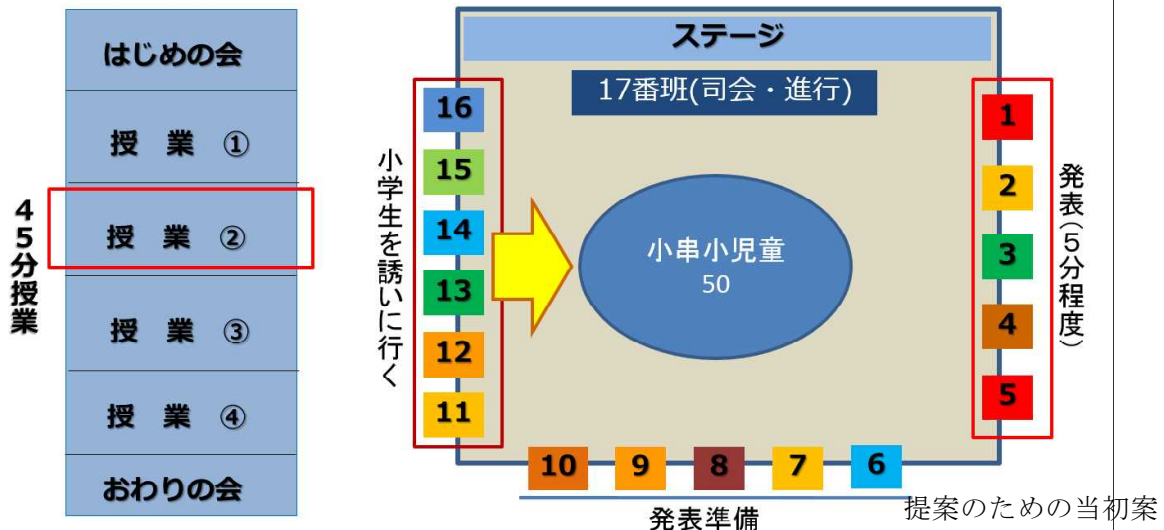 ４５分授業
はじめの会
授　業　①
授　業　②
授　業　③
授　業　④
おわりの会
ステージ
17番班(司会・進行)
小学生を誘いに行く
16
15
14
13
12
11
小串小児童
50
1
2
3
4
5
発表(５分程度)
10
9
8
7
6
発表準備
提案のための当初案